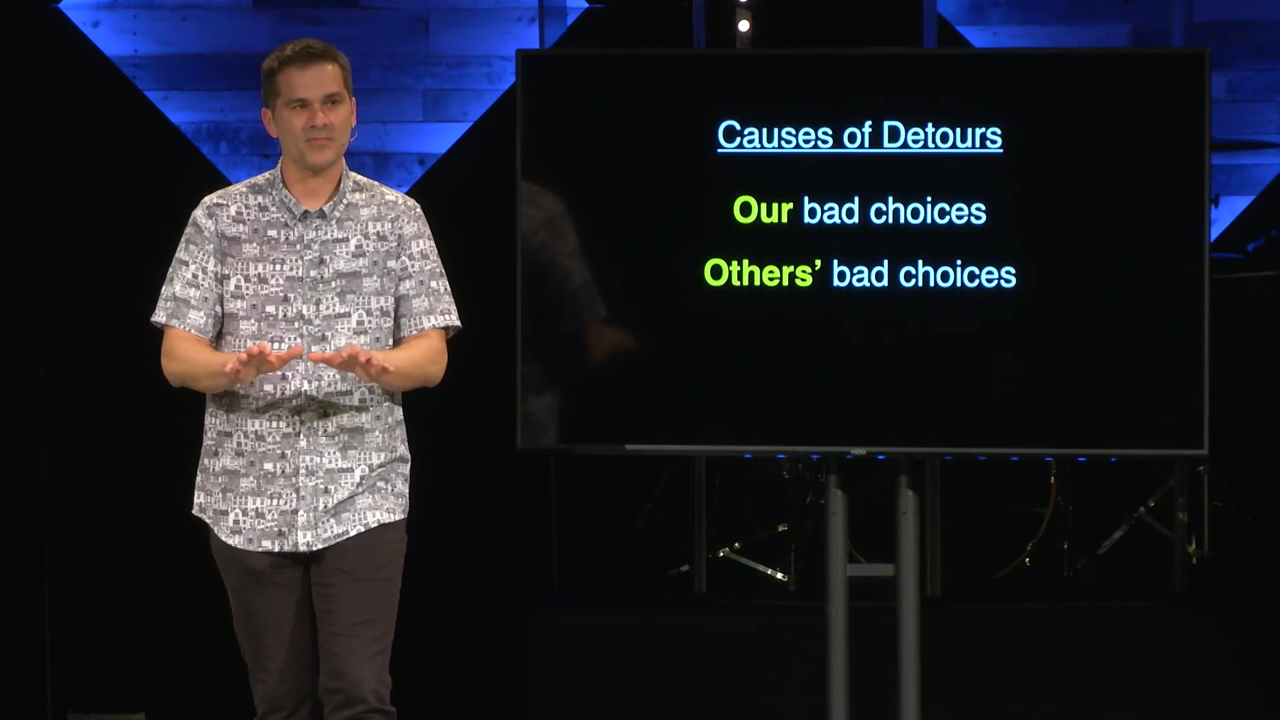 Causes of Detours
Our bad choices
Others’ bad choices